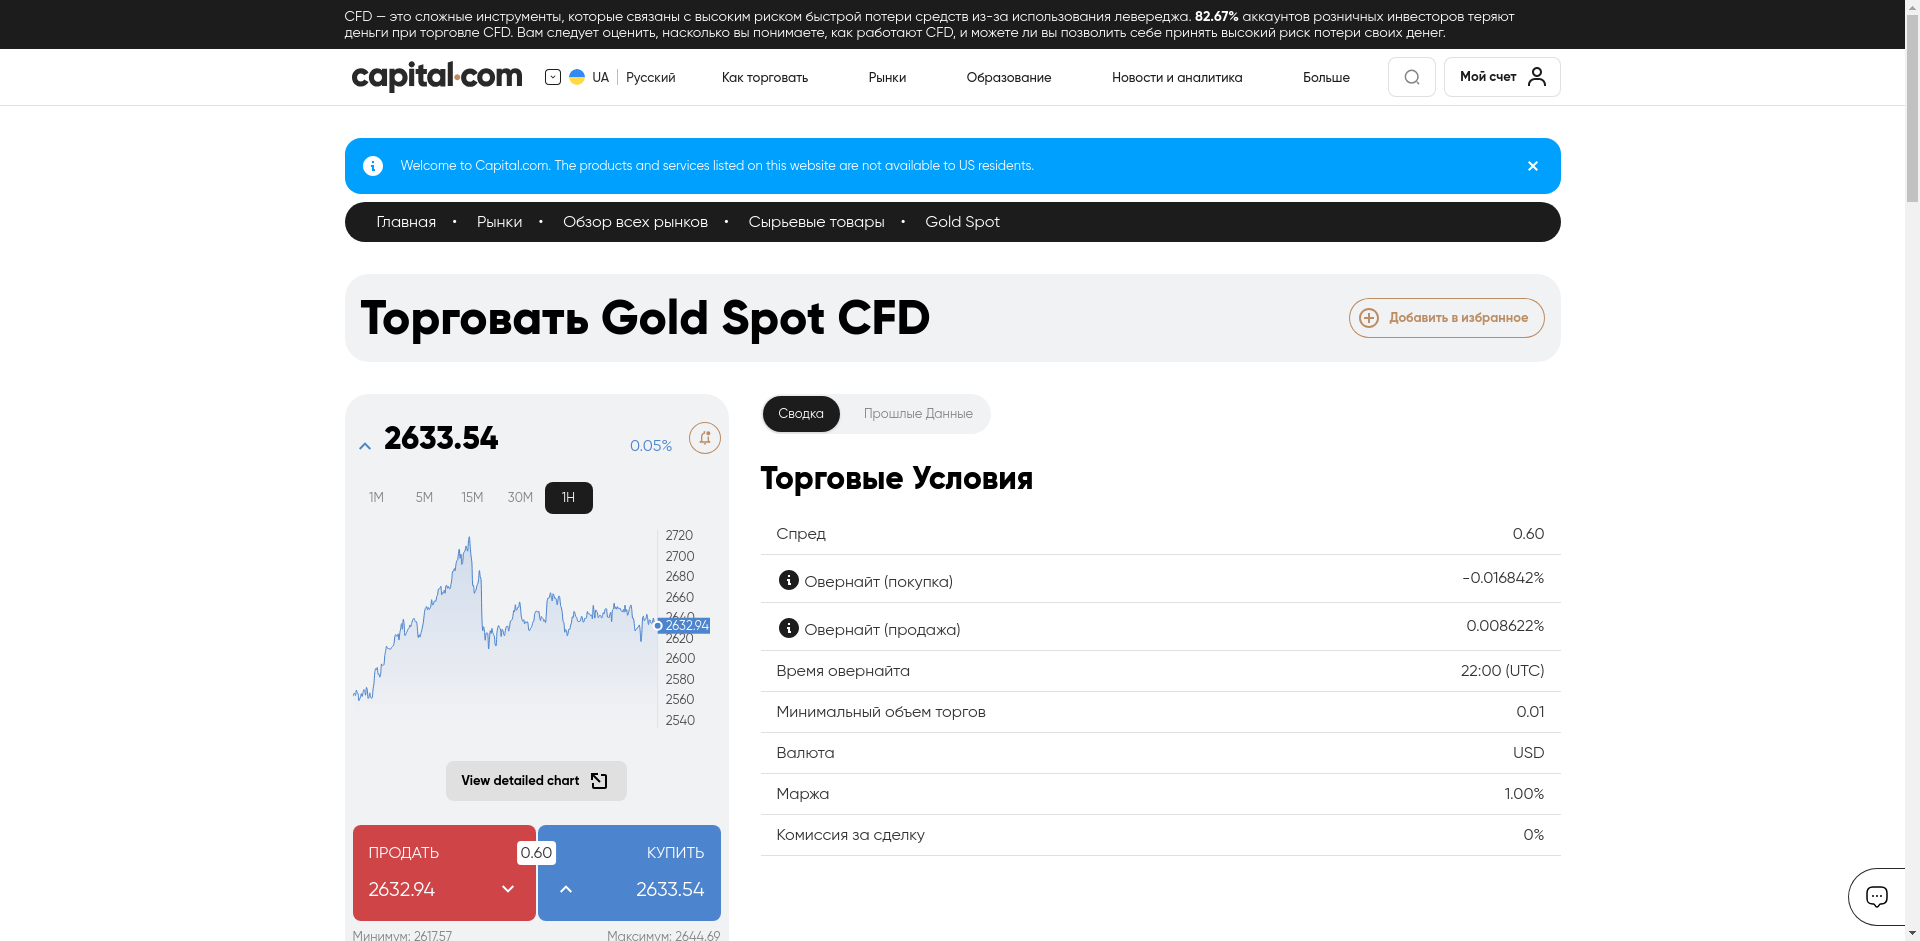 CFD — это сложные инструменты, которые связаны с высоким риском быстрой потери средств из-за использования левереджа. 82.67% аккаунтов розничных инвесторов теряют
деньги при торговле CFD. Вам следует оценить, насколько вы понимаете, как работают CFD, и можете ли вы позволить себе принять высокий риск потери своих денег.
capital.com UA Русский Как торговать Рынки Образование Новости и аналитика Больше Мой счет
Welcome to Capital.com. The products and services listed on this website are not available to US residents.
Главная • Рынки • Обзор всех рынков • Сырьевые товары • Gold Spot
Торговать Gold Spot CFD
Добавить в избранное
2633.54
0.05%
1M 5M 15M 30M 1H
2720
2700
2680
2660
2640
2632.94
2620
2600
2580
2560
2540
View detailed chart
ПРОДАТЬ 0.60 КУПИТЬ
2632.94 2633.54
Минимум: 2617.57 Максимум: 2644.69
Сводка Прошлые Данные
Торговые Условия
Спред 0.60
Овернайт (покупка) -0.016842%
Овернайт (продажа) 0.008622%
Время овернайта 22:00 (UTC)
Минимальный объем торгов 0.01
Валюта USD
Маржа 1.00%
Комиссия за сделку 0%